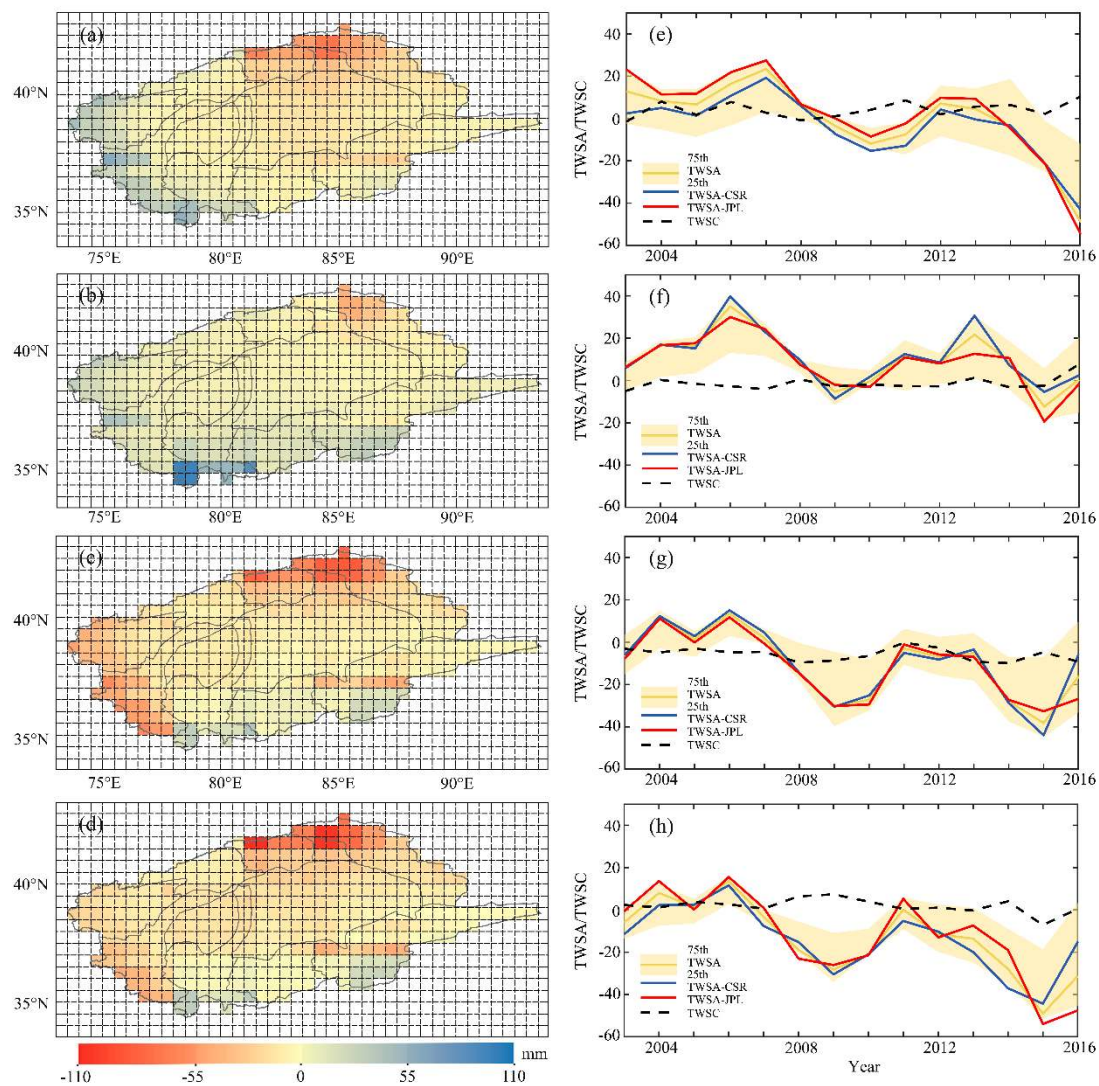 (a)
40°N
35°N
75°E 80°E 85°E 90°E
(b)
40°N
35°N
75°E 80°E 85°E 90°E
(c)
40°N
35°N
75°E 80°E 85°E 90°E
(d)
40°N
35°N
-110 -55 0 55 110
mm
(e)
TWSA/TWSC
40
20
0
-20
-40
-60
75th
TWSA
25th
TWSA-CSR
TWSA-JPL
TWSC
2004 2008 2012 2016
(f)
TWSA/TWSC
40
20
0
-20
-40
-60
75th
TWSA
25th
TWSA-CSR
TWSA-JPL
TWSC
2004 2008 2012 2016
(g)
TWSA/TWSC
40
20
0
-20
-40
-60
75th
TWSA
25th
TWSA-CSR
TWSA-JPL
TWSC
2004 2008 2012 2016
(h)
TWSA/TWSC
40
20
0
-20
-40
-60
75th
TWSA
25th
TWSA-CSR
TWSA-JPL
TWSC
2004 2008 2012 2016
Year